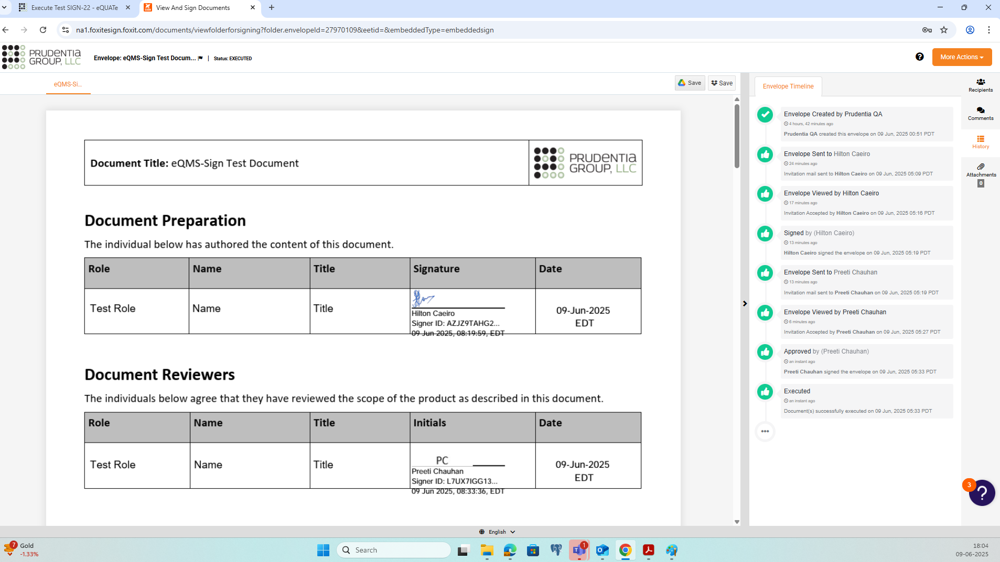 Execute Test SIGN-22 - eQUATe
View And Sign Documents
na1.foxitesign.foxit.com/documents/viewfolderforsigning?folder.envelopeId=27970109&eetid=&embeddedType=embeddedsign
PRUDENTIA
GROUP, LLC
Envelope: eQMS-Sign Test Docum... | Status: EXECUTED
More Actions
eQMS-Si...
Save
Save
Document Title: eQMS-Sign Test Document
PRUDENTIA
GROUP, LLC
Document Preparation
The individual below has authored the content of this document.
Role Name Title Signature Date
Test Role Name Title
Hilton Caeiro
Signer ID: AZJZ9TAHG2...
09 Jun 2025, 08:19:59, EDT
09-Jun-2025
EDT
Document Reviewers
The individuals below agree that they have reviewed the scope of the product as described in this document.
Role Name Title Initials Date
Test Role Name Title
PC
Preeti Chauhan
Signer ID: L7UX7IGG13...
09 Jun 2025, 08:33:36, EDT
09-Jun-2025
EDT
Envelope Timeline
Envelope Created by Prudentia QA
4 hours, 42 minutes ago
Prudentia QA created this envelope on 09 Jun, 2025 00:51 PDT
Envelope Sent to Hilton Caeiro
24 minutes ago
Invitation mail sent to Hilton Caeiro on 09 Jun, 2025 05:09 PDT
Envelope Viewed by Hilton Caeiro
17 minutes ago
Invitation Accepted by Hilton Caeiro on 09 Jun, 2025 05:16 PDT
Signed by (Hilton Caeiro)
13 minutes ago
Hilton Caeiro signed the envelope on 09 Jun, 2025 05:19 PDT
Envelope Sent to Preeti Chauhan
13 minutes ago
Invitation mail sent to Preeti Chauhan on 09 Jun, 2025 05:19 PDT
Envelope Viewed by Preeti Chauhan
6 minutes ago
Invitation Accepted by Preeti Chauhan on 09 Jun, 2025 05:27 PDT
Approved by (Preeti Chauhan)
an instant ago
Preeti Chauhan signed the envelope on 09 Jun, 2025 05:33 PDT
Executed
an instant ago
Document(s) successfully executed on 09 Jun, 2025 05:33 PDT
Recipients
Comments
History
Attachments
0
3
?
English
7
Gold
-1.33%
Search
1
18:04
09-06-2025